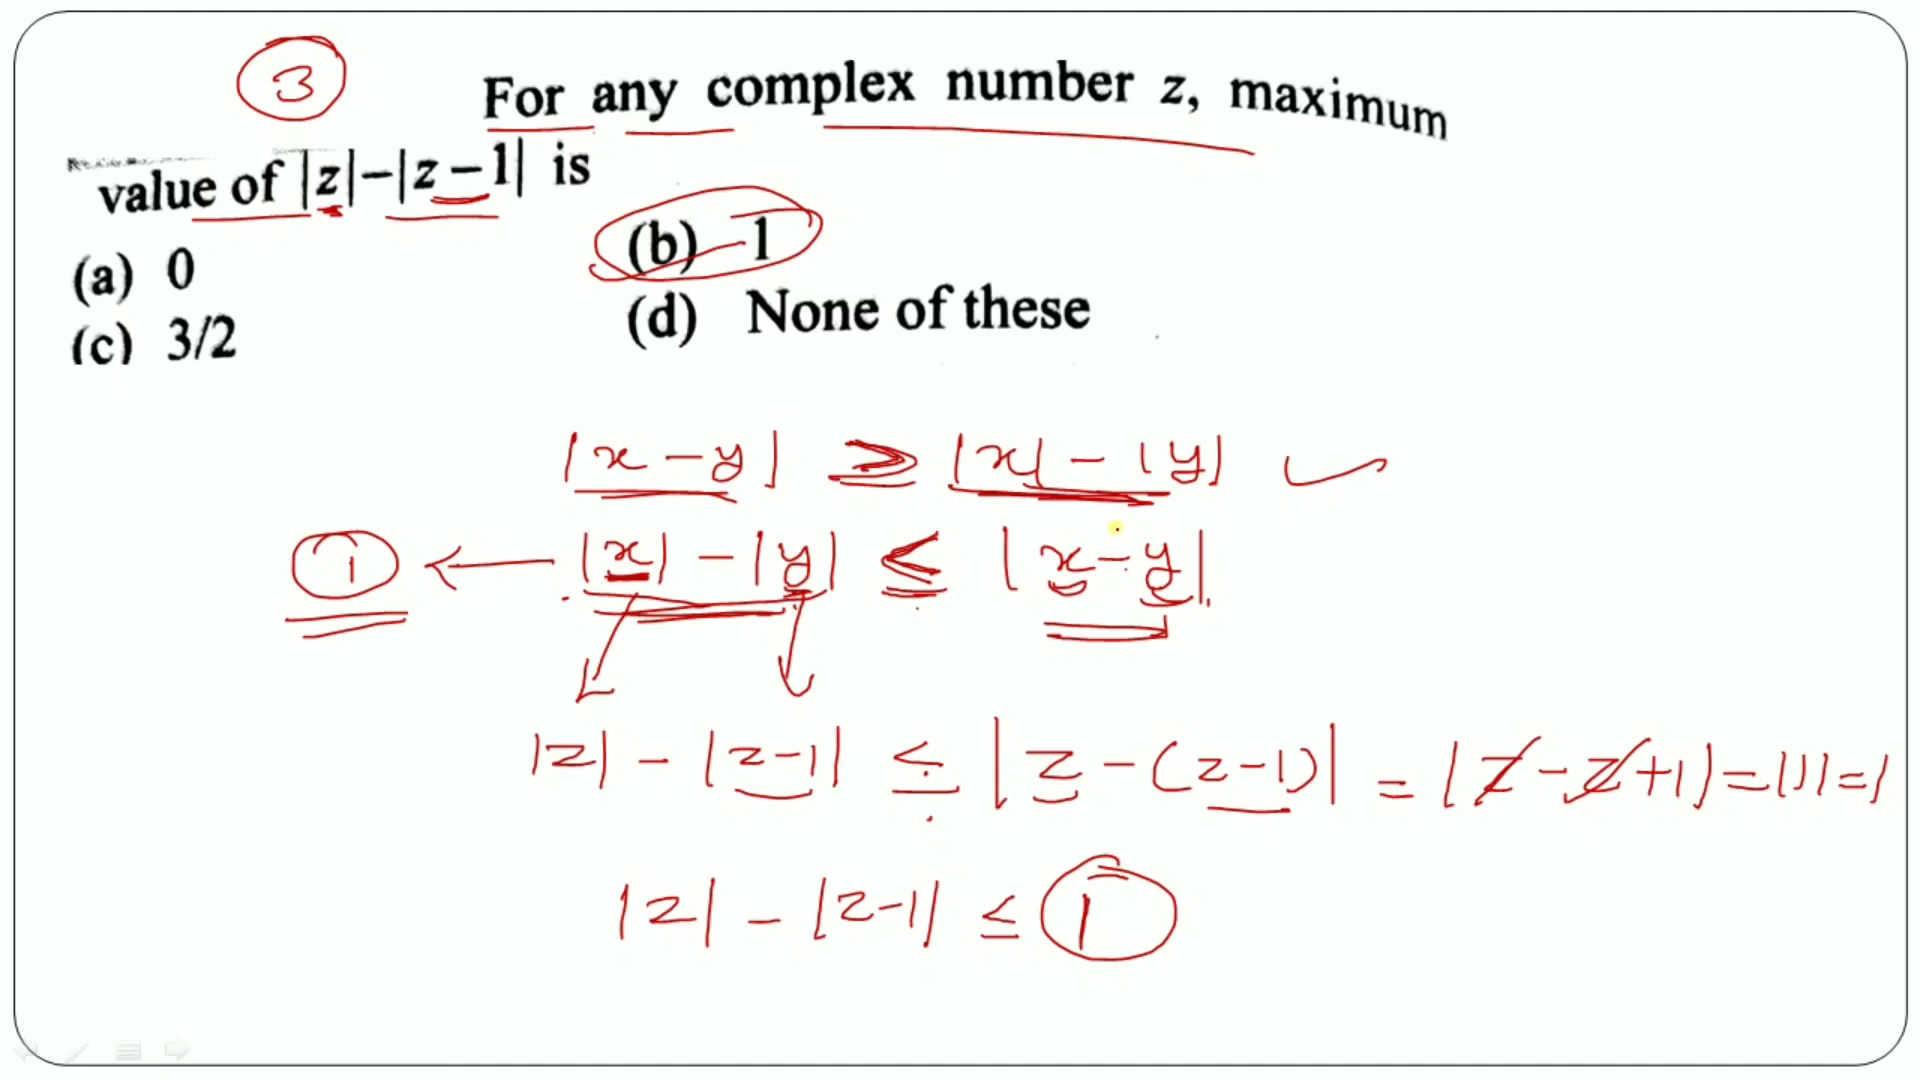 3 For any complex number z, maximum
value of |z|-|z-1| is
(a) 0 (b) 1
(c) 3/2 (d) None of these
|x-y| ≥ |x| - |y|
1 ← |x| - |y| ≤ |x-y|
|z| - |z-1| ≤ |z-(z-1)| = |z-z+1| = |1| = 1
|z| - |z-1| ≤ 1